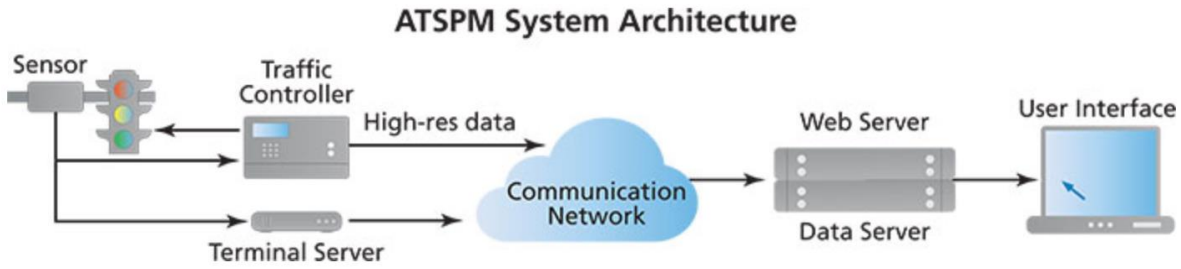 ATSPM System Architecture
Sensor
Traffic
Controller
High-res data
Terminal Server
Communication
Network
Web Server
Data Server
User Interface